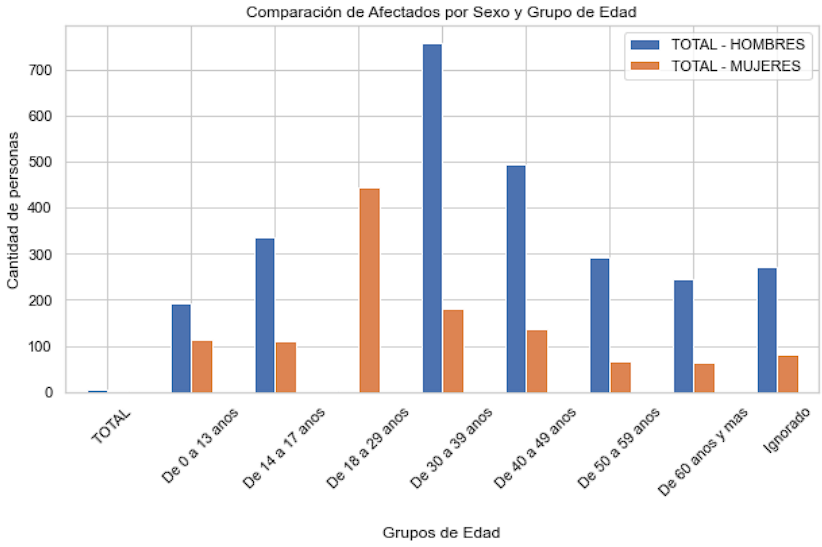 Comparación de Afectados por Sexo y Grupo de Edad
TOTAL - HOMBRES
TOTAL - MUJERES
Cantidad de personas
700
600
500
400
300
200
100
0
TOTAL
De 0 a 13 anos
De 14 a 17 anos
De 18 a 29 anos
De 30 a 39 anos
De 40 a 49 anos
De 50 a 59 anos
De 60 anos y mas
Ignorado
Grupos de Edad